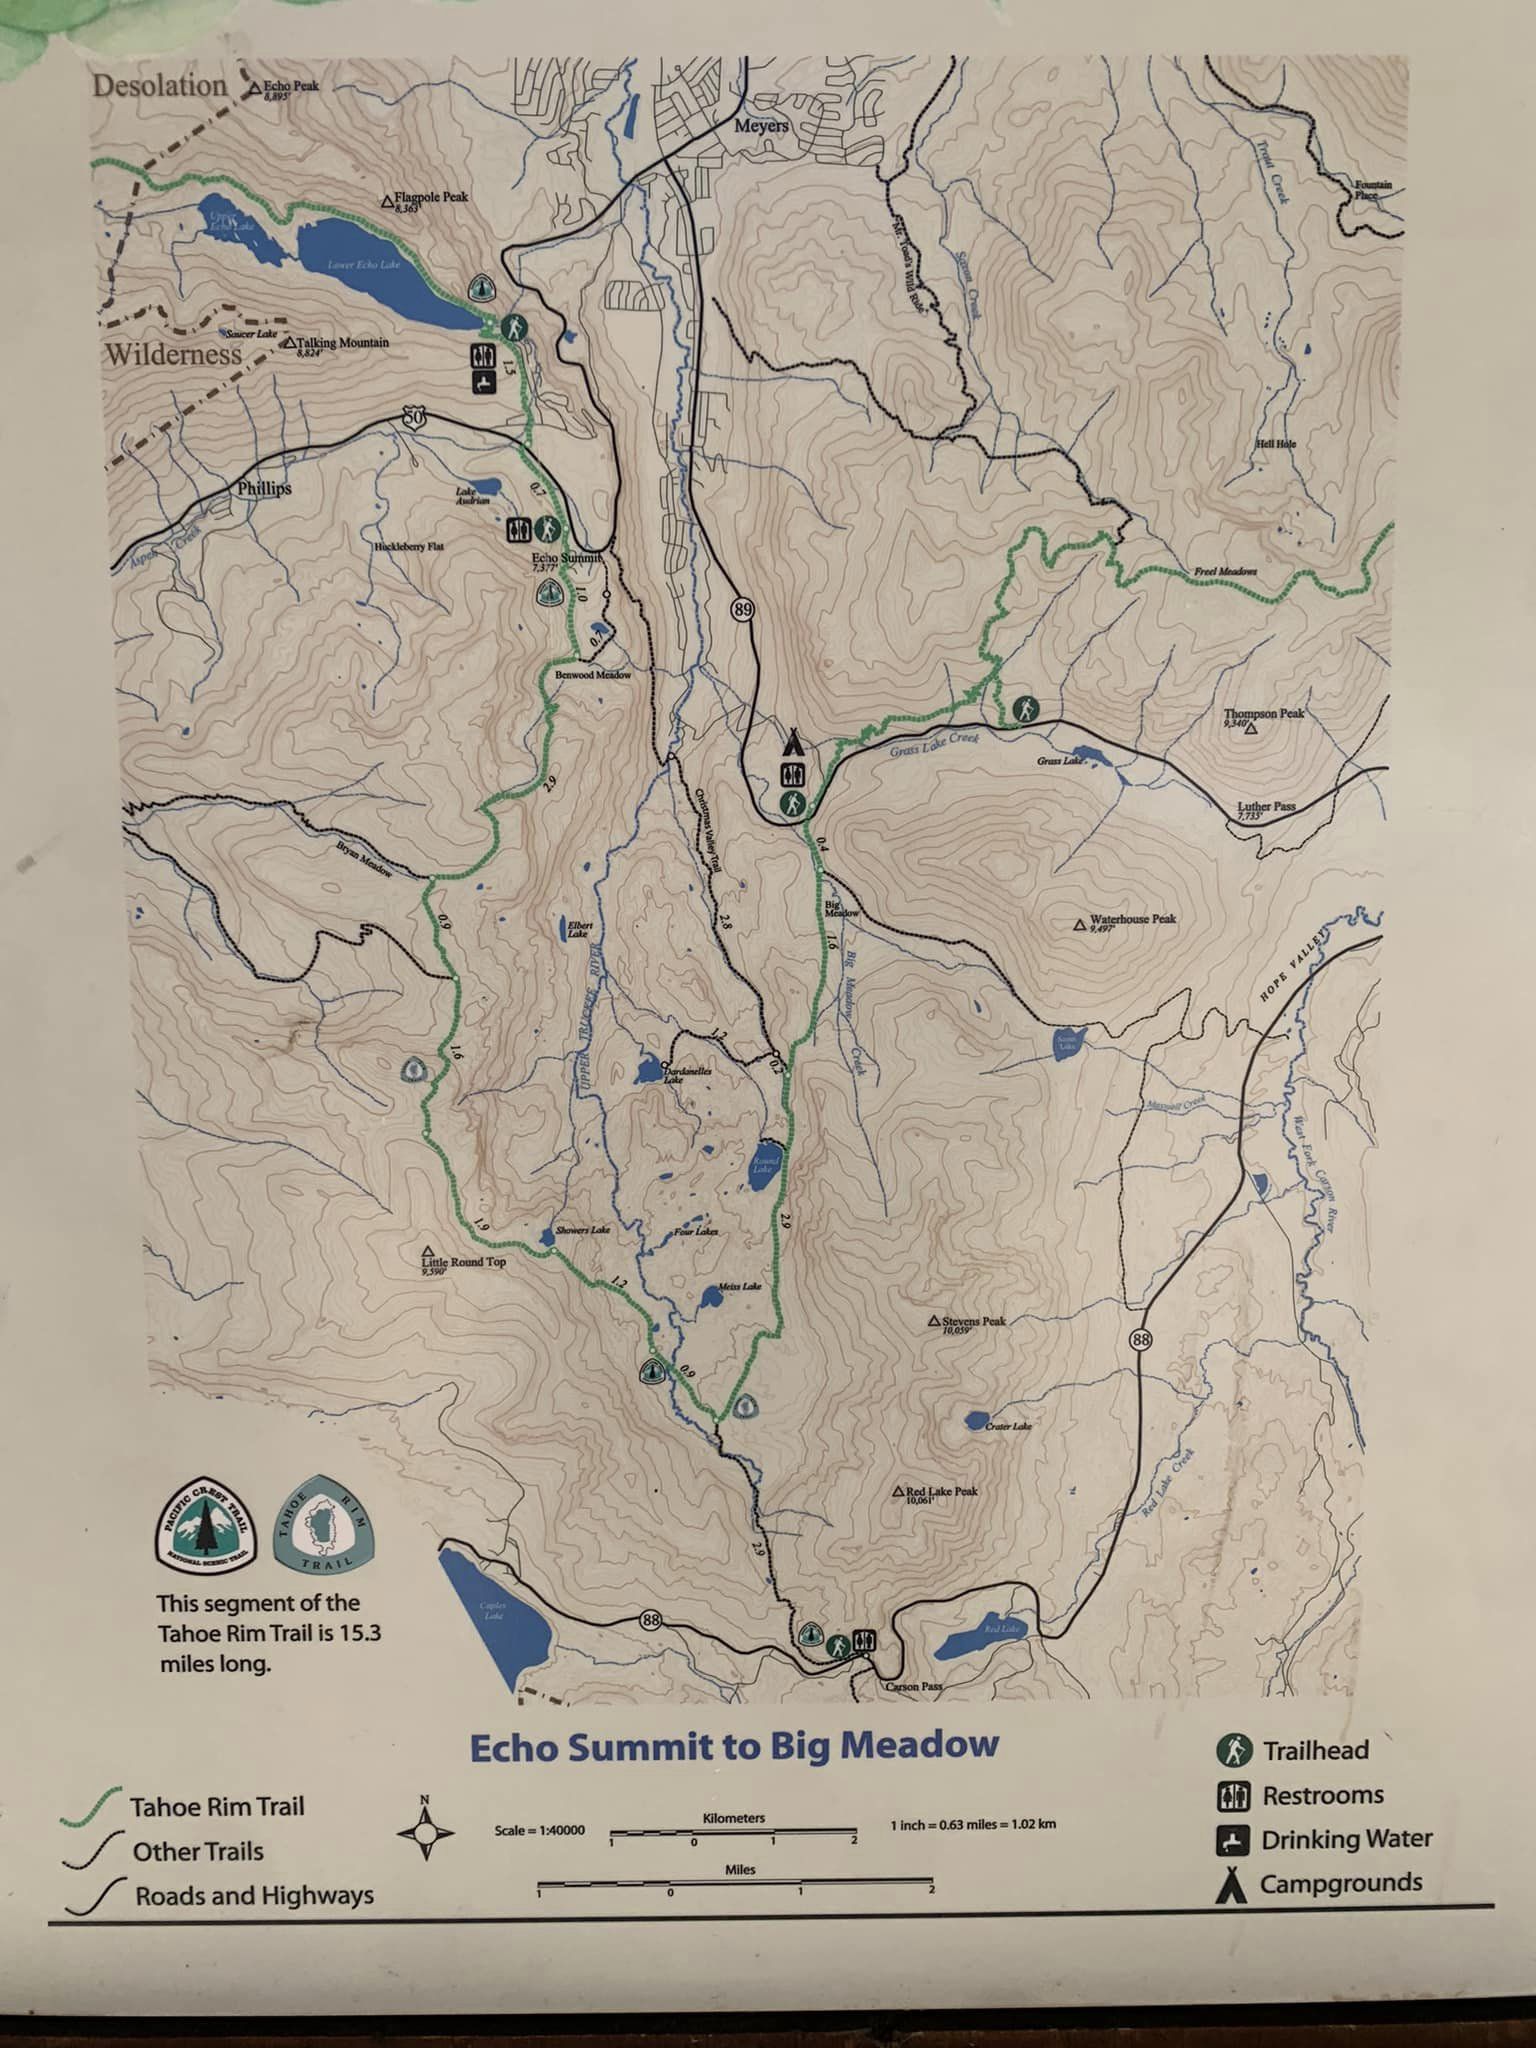 Desolation
Echo Peak
8,895'
Meyers
Trout Creek
Fountain
Place
Flagpole Peak
8,363'
Upper
Echo Lake
Lower Echo Lake
Mr. Toad's Wild Ride
Saxon Creek
Saucer Lake
Talking Mountain
8,824'
Wilderness
1.5
50
Hell Hole
Phillips
Lake
Audrian
0.7
Aspen Creek
Huckleberry Flat
Echo Summit
7,377'
Freel Meadows
1.0
89
0.7
Benwood Meadow
Thompson Peak
9,340'
Grass Lake Creek
Grass Lake
2.9
Christmas Valley Trail
Luther Pass
7,735'
0.4
Bryan Meadow
Big
Meadow
0.9
Elbert
Lake
2.8
1.6
Waterhouse Peak
9,497'
HOPE VALLEY
Big Meadow Creek
UPPER TRUCKEE RIVER
1.6
1.2
0.2
Dardanelles
Lake
Scotts
Lake
Maxwell Creek
West Fork Carson River
Round
Lake
1.9
2.9
Showers Lake
Four Lakes
Little Round Top
9,590'
1.2
Meiss Lake
Stevens Peak
10,059'
88
0.9
Crater Lake
Red Lake Peak
10,061'
Red Lake Creek
2.9
PACIFIC CREST TRAIL
NATIONAL SCENIC TRAIL
TAHOE RIM
TRAIL
This segment of the
Tahoe Rim Trail is 15.3
miles long.
Caples
Lake
88
Red Lake
Carson Pass
Echo Summit to Big Meadow
Tahoe Rim Trail
Other Trails
Roads and Highways
N
Scale = 1:40000
Kilometers
1 0 1 2
1 inch = 0.63 miles = 1.02 km
Miles
1 0 1 2
Trailhead
Restrooms
Drinking Water
Campgrounds